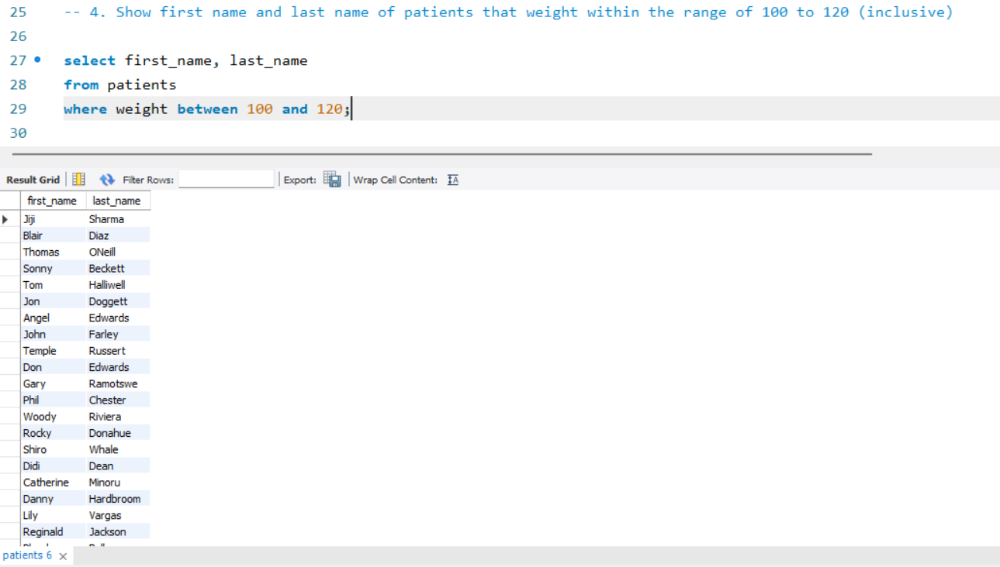 25 -- 4. Show first name and last name of patients that weight within the range of 100 to 120 (inclusive)
26
27 select first_name, last_name
28 from patients
29 where weight between 100 and 120;
30
Result Grid Filter Rows: Export: Wrap Cell Content: IA
first_name last_name
Jiji Sharma
Blair Diaz
Thomas ONeill
Sonny Beckett
Tom Halliwell
Jon Doggett
Angel Edwards
John Farley
Temple Russert
Don Edwards
Gary Ramotswe
Phil Chester
Woody Riviera
Rocky Donahue
Shiro Whale
Didi Dean
Catherine Minoru
Danny Hardbroom
Lily Vargas
Reginald Jackson
patients 6